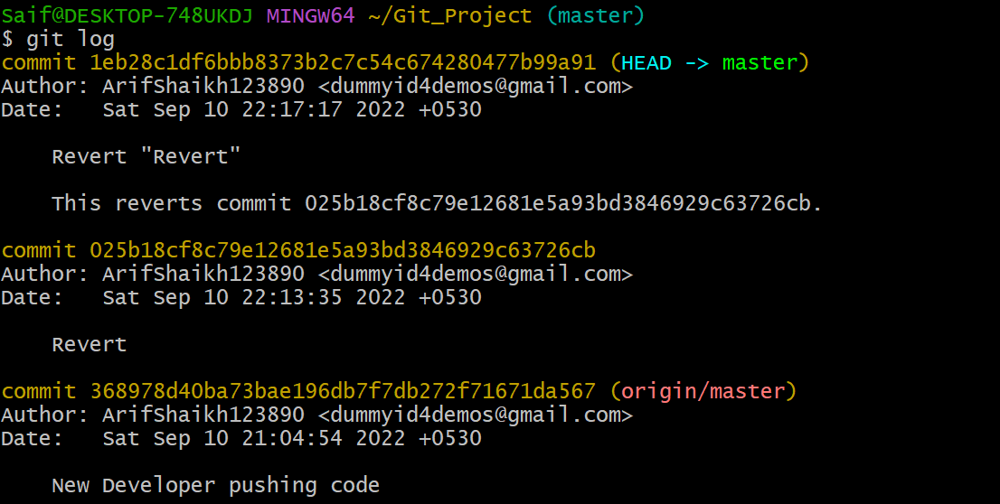 Saif@DESKTOP-748UKDJ MINGW64 ~/Git_Project (master)
$ git log
commit 1eb28c1df6bbb8373b2c7c54c674280477b99a91 (HEAD -> master)
Author: ArifShaikh123890 <dummyid4demos@gmail.com>
Date:   Sat Sep 10 22:17:17 2022 +0530
Revert "Revert"
This reverts commit 025b18cf8c79e12681e5a93bd3846929c63726cb.
commit 025b18cf8c79e12681e5a93bd3846929c63726cb
Author: ArifShaikh123890 <dummyid4demos@gmail.com>
Date:   Sat Sep 10 22:13:35 2022 +0530
Revert
commit 368978d40ba73bae196db7f7db272f71671da567 (origin/master)
Author: ArifShaikh123890 <dummyid4demos@gmail.com>
Date:   Sat Sep 10 21:04:54 2022 +0530
New Developer pushing code